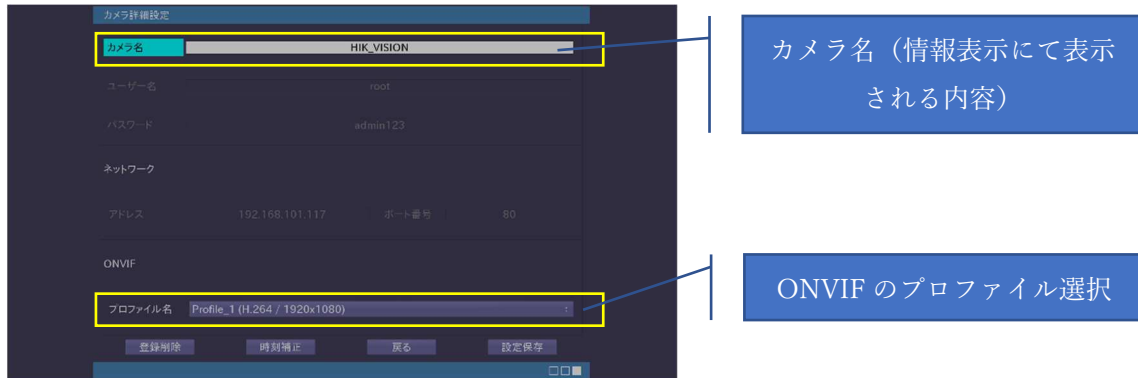 カメラ詳細設定
カメラ名 HIK_VISION
ユーザー名 root
パスワード admin123
ネットワーク
アドレス 192.168.101.117 ポート番号 80
ONVIF
プロファイル名 Profile_1 (H.264 / 1920x1080)
登録削除 時刻補正 戻る 設定保存
カメラ名（情報表示にて表示
される内容）
ONVIF のプロファイル選択